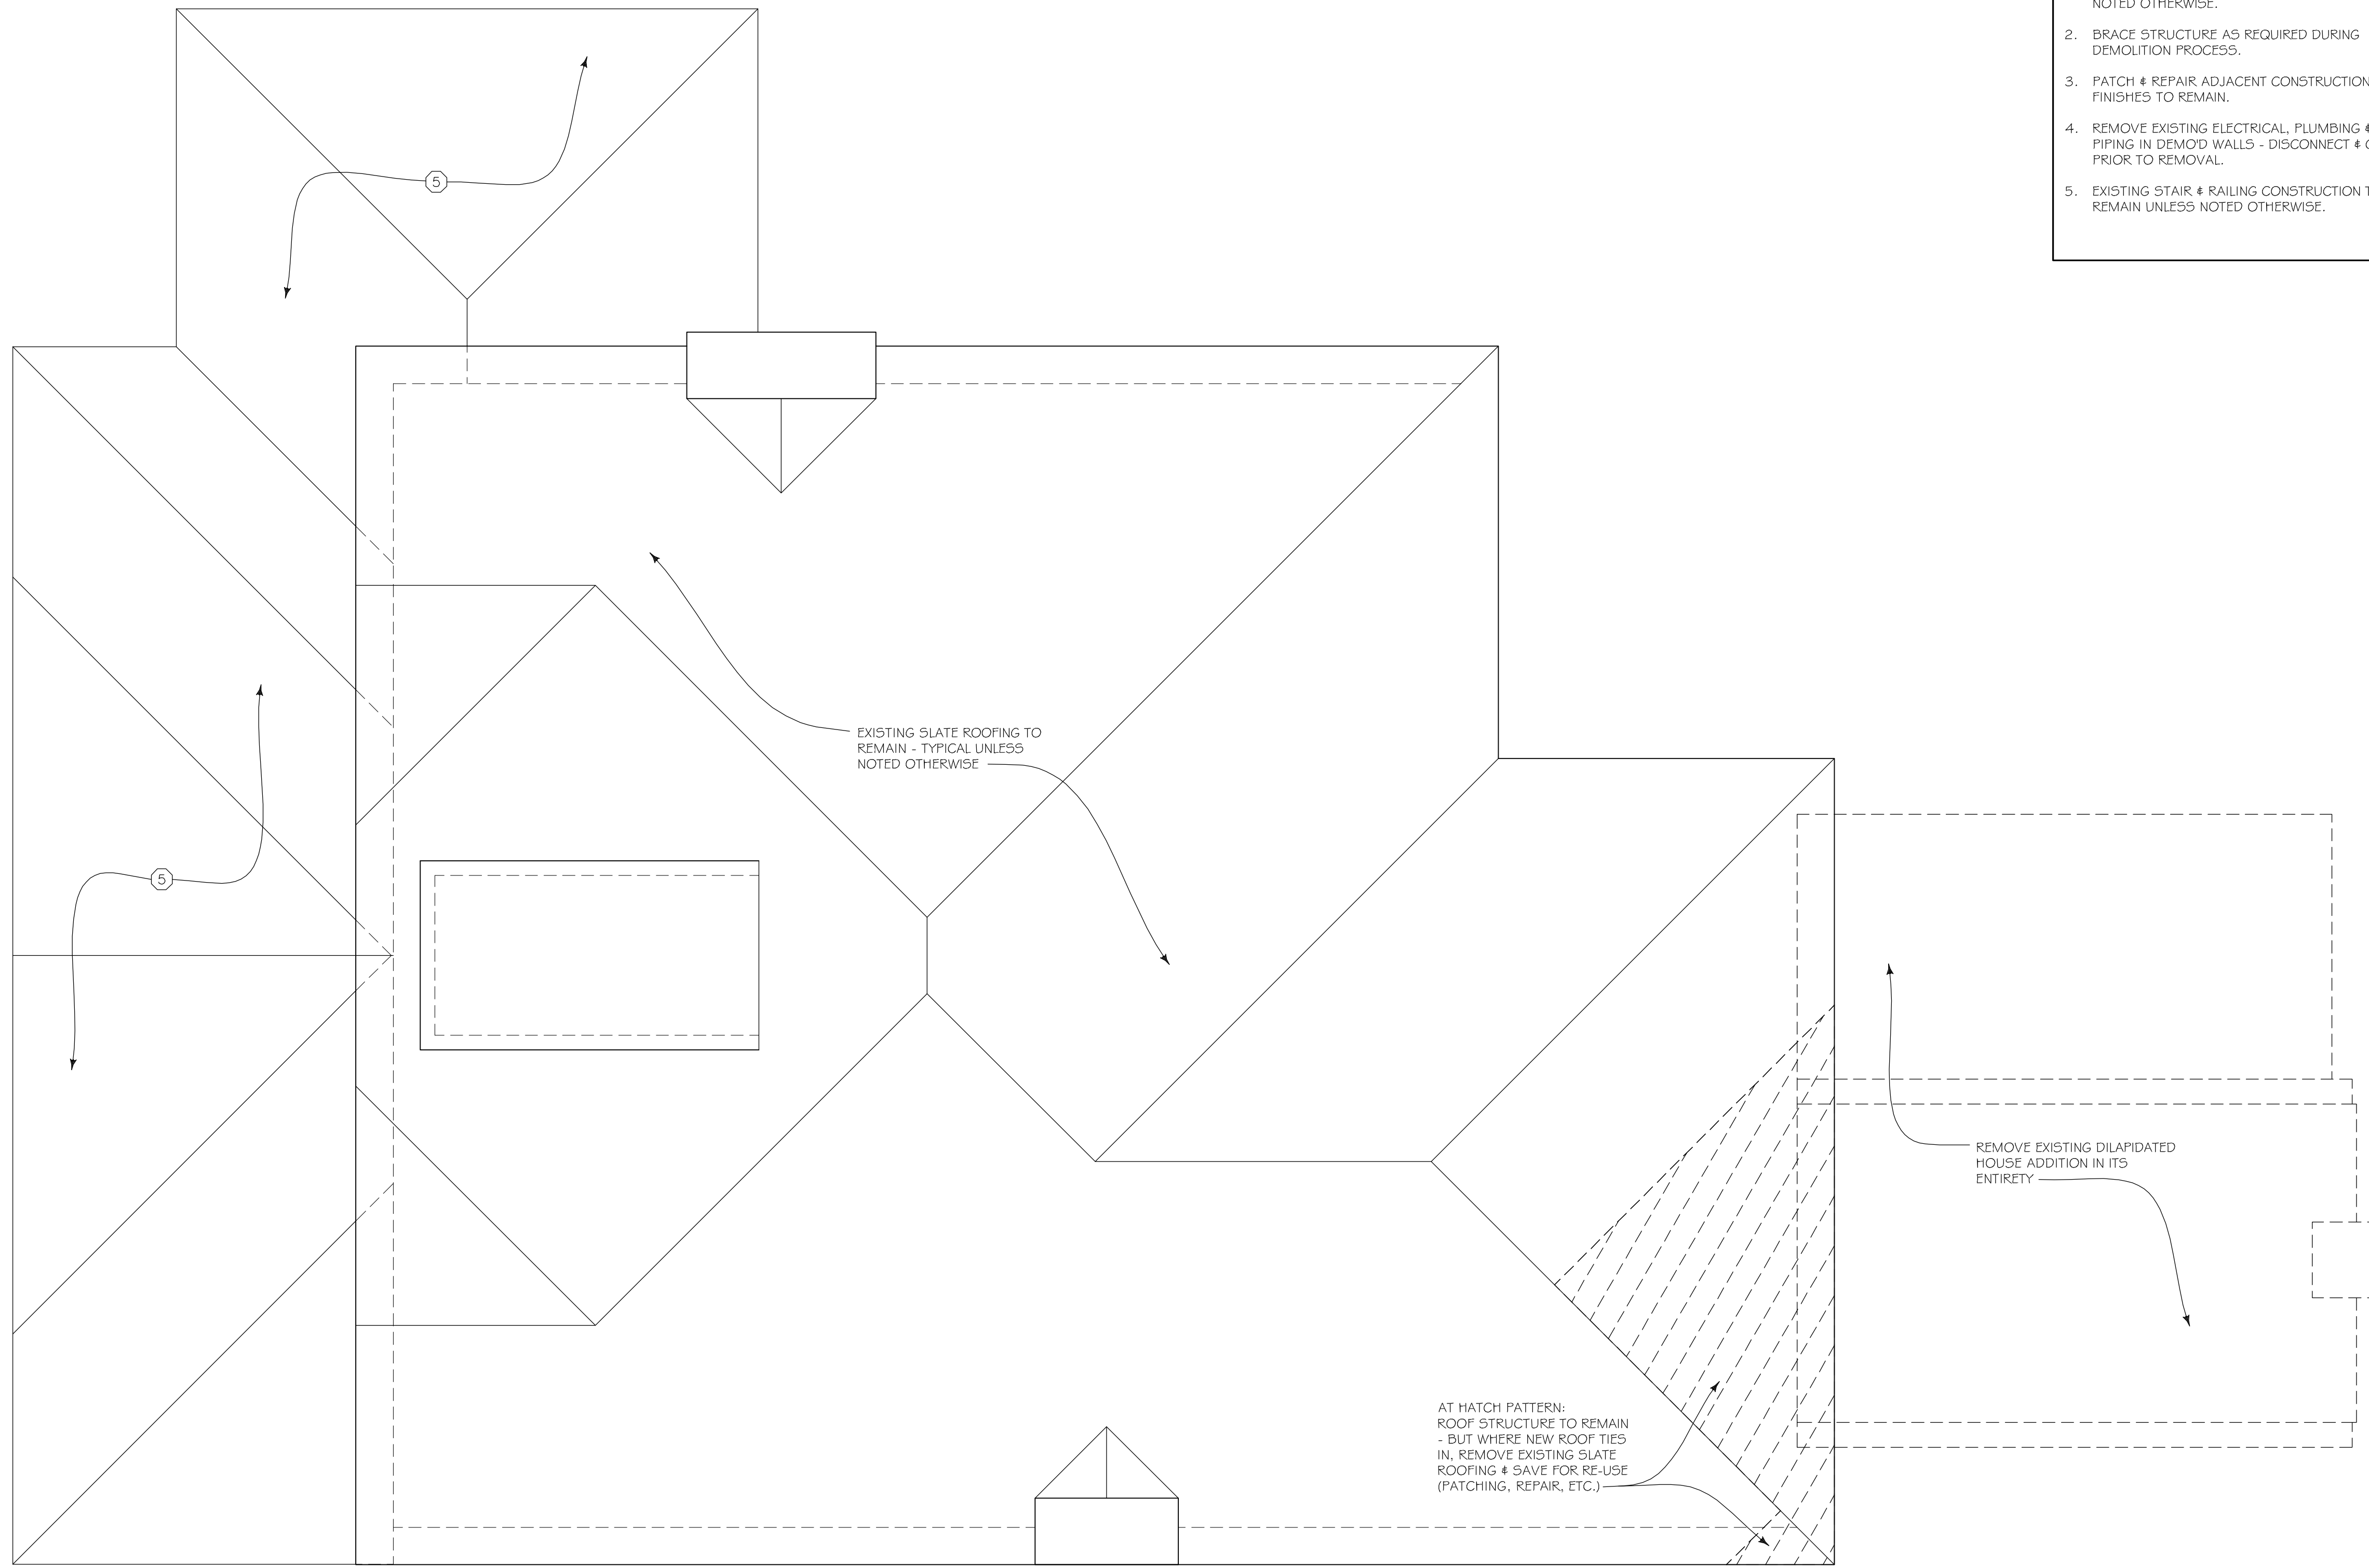 NOTED OTHERWISE.
2. BRACE STRUCTURE AS REQUIRED DURING
DEMOLITION PROCESS.
3. PATCH & REPAIR ADJACENT CONSTRUCTION
FINISHES TO REMAIN.
4. REMOVE EXISTING ELECTRICAL, PLUMBING &
PIPING IN DEMO'D WALLS - DISCONNECT &
PRIOR TO REMOVAL.
5. EXISTING STAIR & RAILING CONSTRUCTION
REMAIN UNLESS NOTED OTHERWISE.
5
EXISTING SLATE ROOFING TO
REMAIN - TYPICAL UNLESS
NOTED OTHERWISE
5
REMOVE EXISTING DILAPIDATED
HOUSE ADDITION IN ITS
ENTIRETY
AT HATCH PATTERN:
ROOF STRUCTURE TO REMAIN
- BUT WHERE NEW ROOF TIES
IN, REMOVE EXISTING SLATE
ROOFING & SAVE FOR RE-USE
(PATCHING, REPAIR, ETC.)